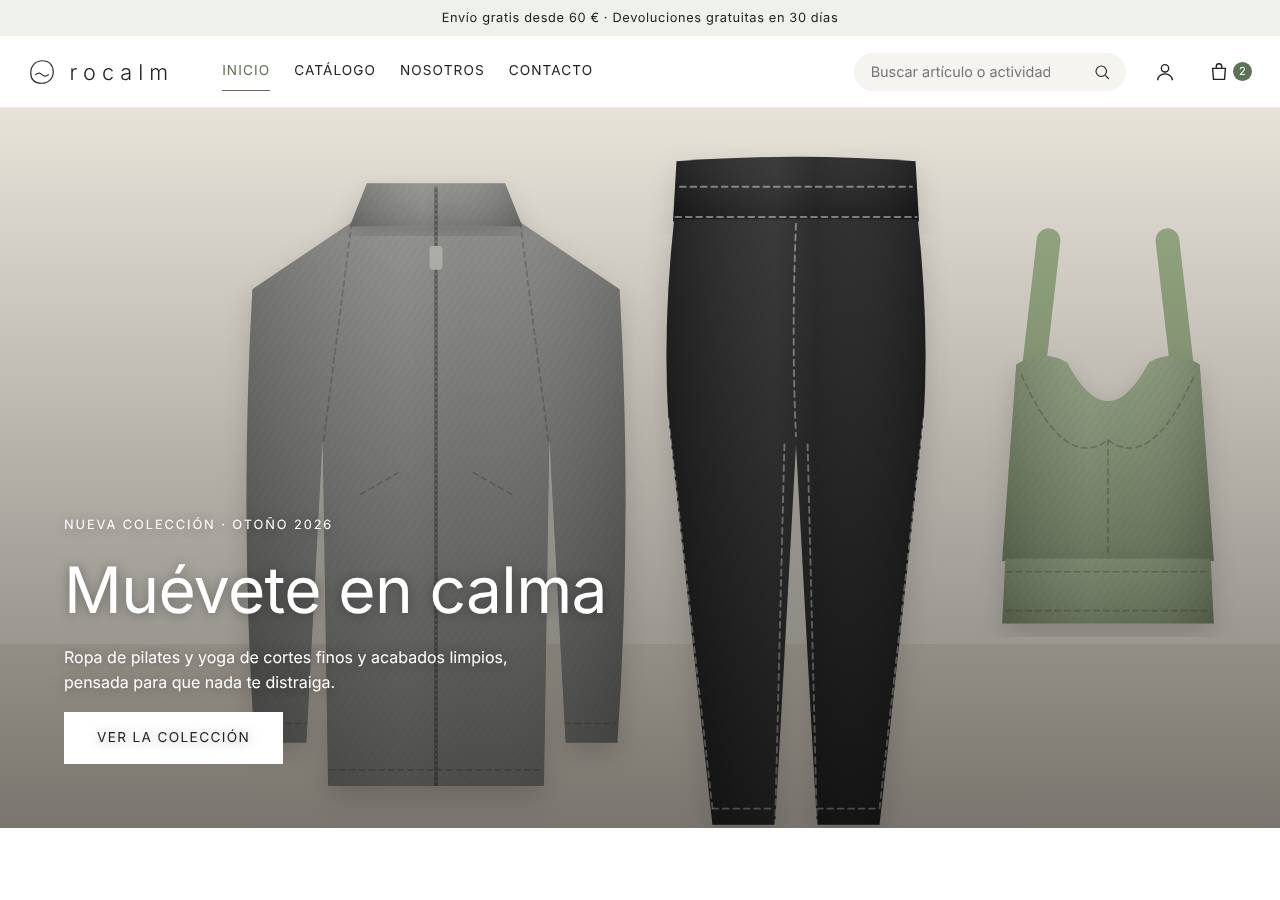 Envío gratis desde 60 € · Devoluciones gratuitas en 30 días
rocalm
INICIO
CATÁLOGO
NOSOTROS
CONTACTO
Buscar artículo o actividad
2
NUEVA COLECCIÓN · OTOÑO 2026
Muévete en calma
Ropa de pilates y yoga de cortes finos y acabados limpios,
pensada para que nada te distraiga.
VER LA COLECCIÓN